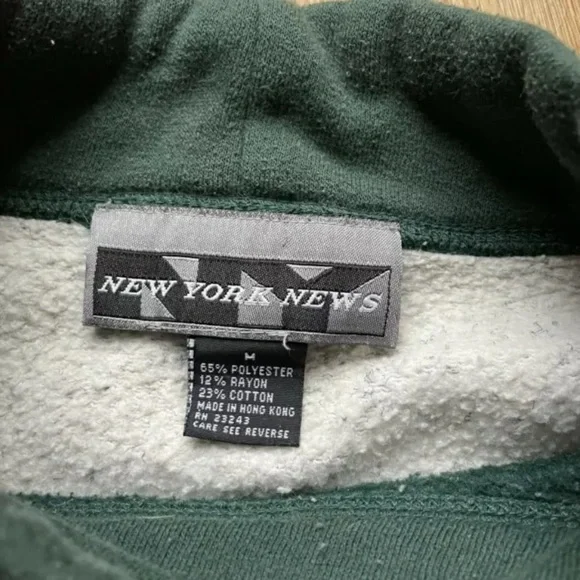 NEW YORK NEWS
M
65% POLYESTER
12% RAYON
23% COTTON
MADE IN HONG KONG
RN 23243
CARE SEE REVERSE